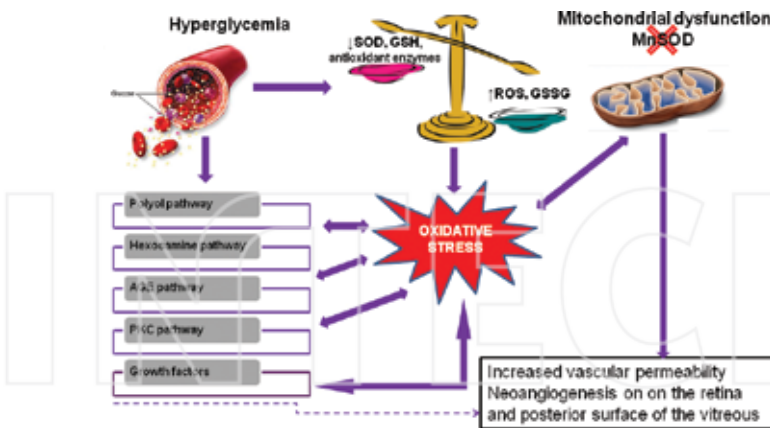 Hyperglycemia
Glucose
↓SOD, GSH,
antioxidant enzymes
↑ROS, GSSG
Mitochondrial dysfunction
MnSOD
Polyol pathway
Hexosamine pathway
AGE pathway
PKC pathway
Growth factors
OXIDATIVE
STRESS
Increased vascular permeability
Neoangiogenesis on on the retina
and posterior surface of the vitreous